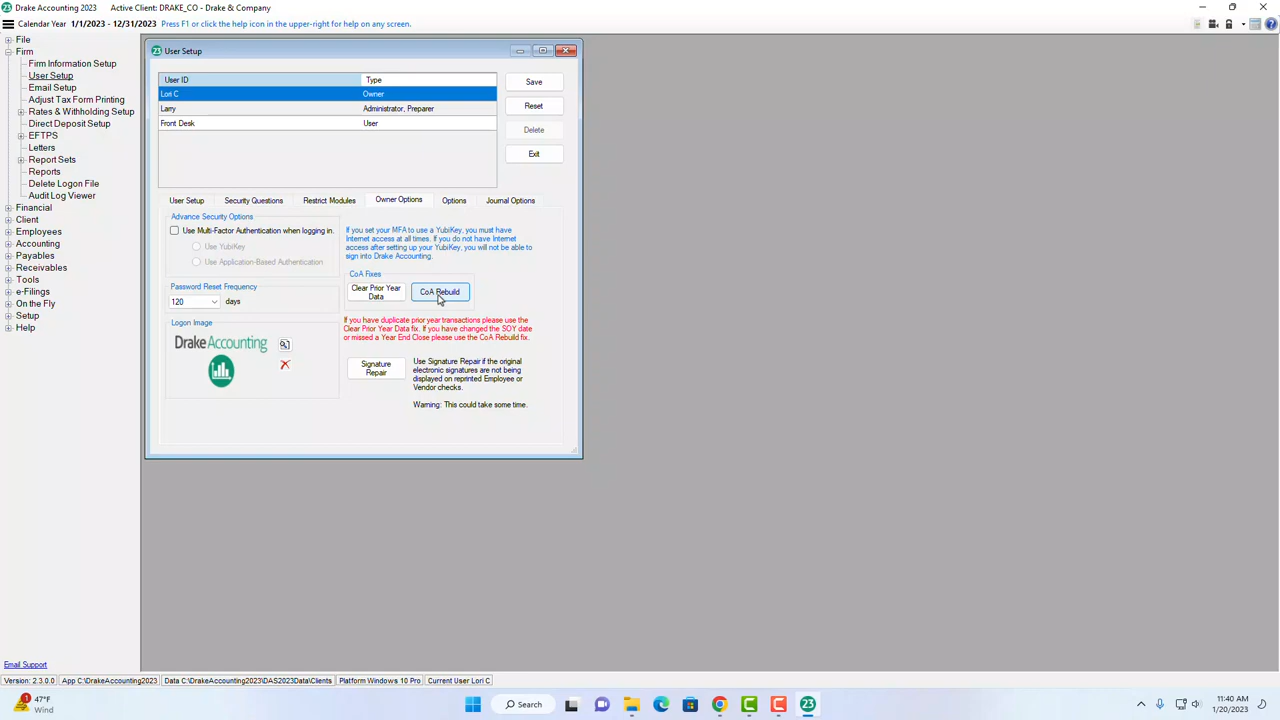 23 Drake Accounting 2023 Active Client: DRAKE_CO - Drake & Company
Calendar Year 1/1/2023 - 12/31/2023 Press F1 or click the help icon in the upper-right for help on any screen.
File
Firm
Firm Information Setup
User Setup
Email Setup
Adjust Tax Form Printing
Rates & Withholding Setup
Direct Deposit Setup
EFTPS
Letters
Report Sets
Reports
Delete Logon File
Audit Log Viewer
Financial
Client
Employees
Accounting
Payables
Receivables
Tools
e-Filings
On the Fly
Setup
Help
Email Support
23 User Setup
User ID Type
Lori C Owner
Larry Administrator, Preparer
Front Desk User
Save
Reset
Delete
Exit
User Setup Security Questions Restrict Modules Owner Options Options Journal Options
Advance Security Options
Use Multi-Factor Authentication when logging in.
Use YubiKey
Use Application-Based Authentication
Password Reset Frequency
120 days
Logon Image
DrakeAccounting
If you set your MFA to use a YubiKey, you must have
Internet access at all times. If you do not have Internet
access after setting up your YubiKey, you will not be able to
sign into Drake Accounting.
CoA Fixes
Clear Prior Year
Data
CoA Rebuild
If you have duplicate prior year transactions please use the
Clear Prior Year Data fix. If you have changed the SOY date
or missed a Year End Close please use the CoA Rebuild fix.
Signature
Repair
Use Signature Repair if the original
electronic signatures are not being
displayed on reprinted Employee or
Vendor checks.
Warning: This could take some time.
Version: 2.3.0.0 App C:\DrakeAccounting2023 Data C:\DrakeAccounting2023\DAS2023Data\Clients Platform Windows 10 Pro Current User Lori C
1
47°F
Wind
Search
23
11:40 AM
1/20/2023